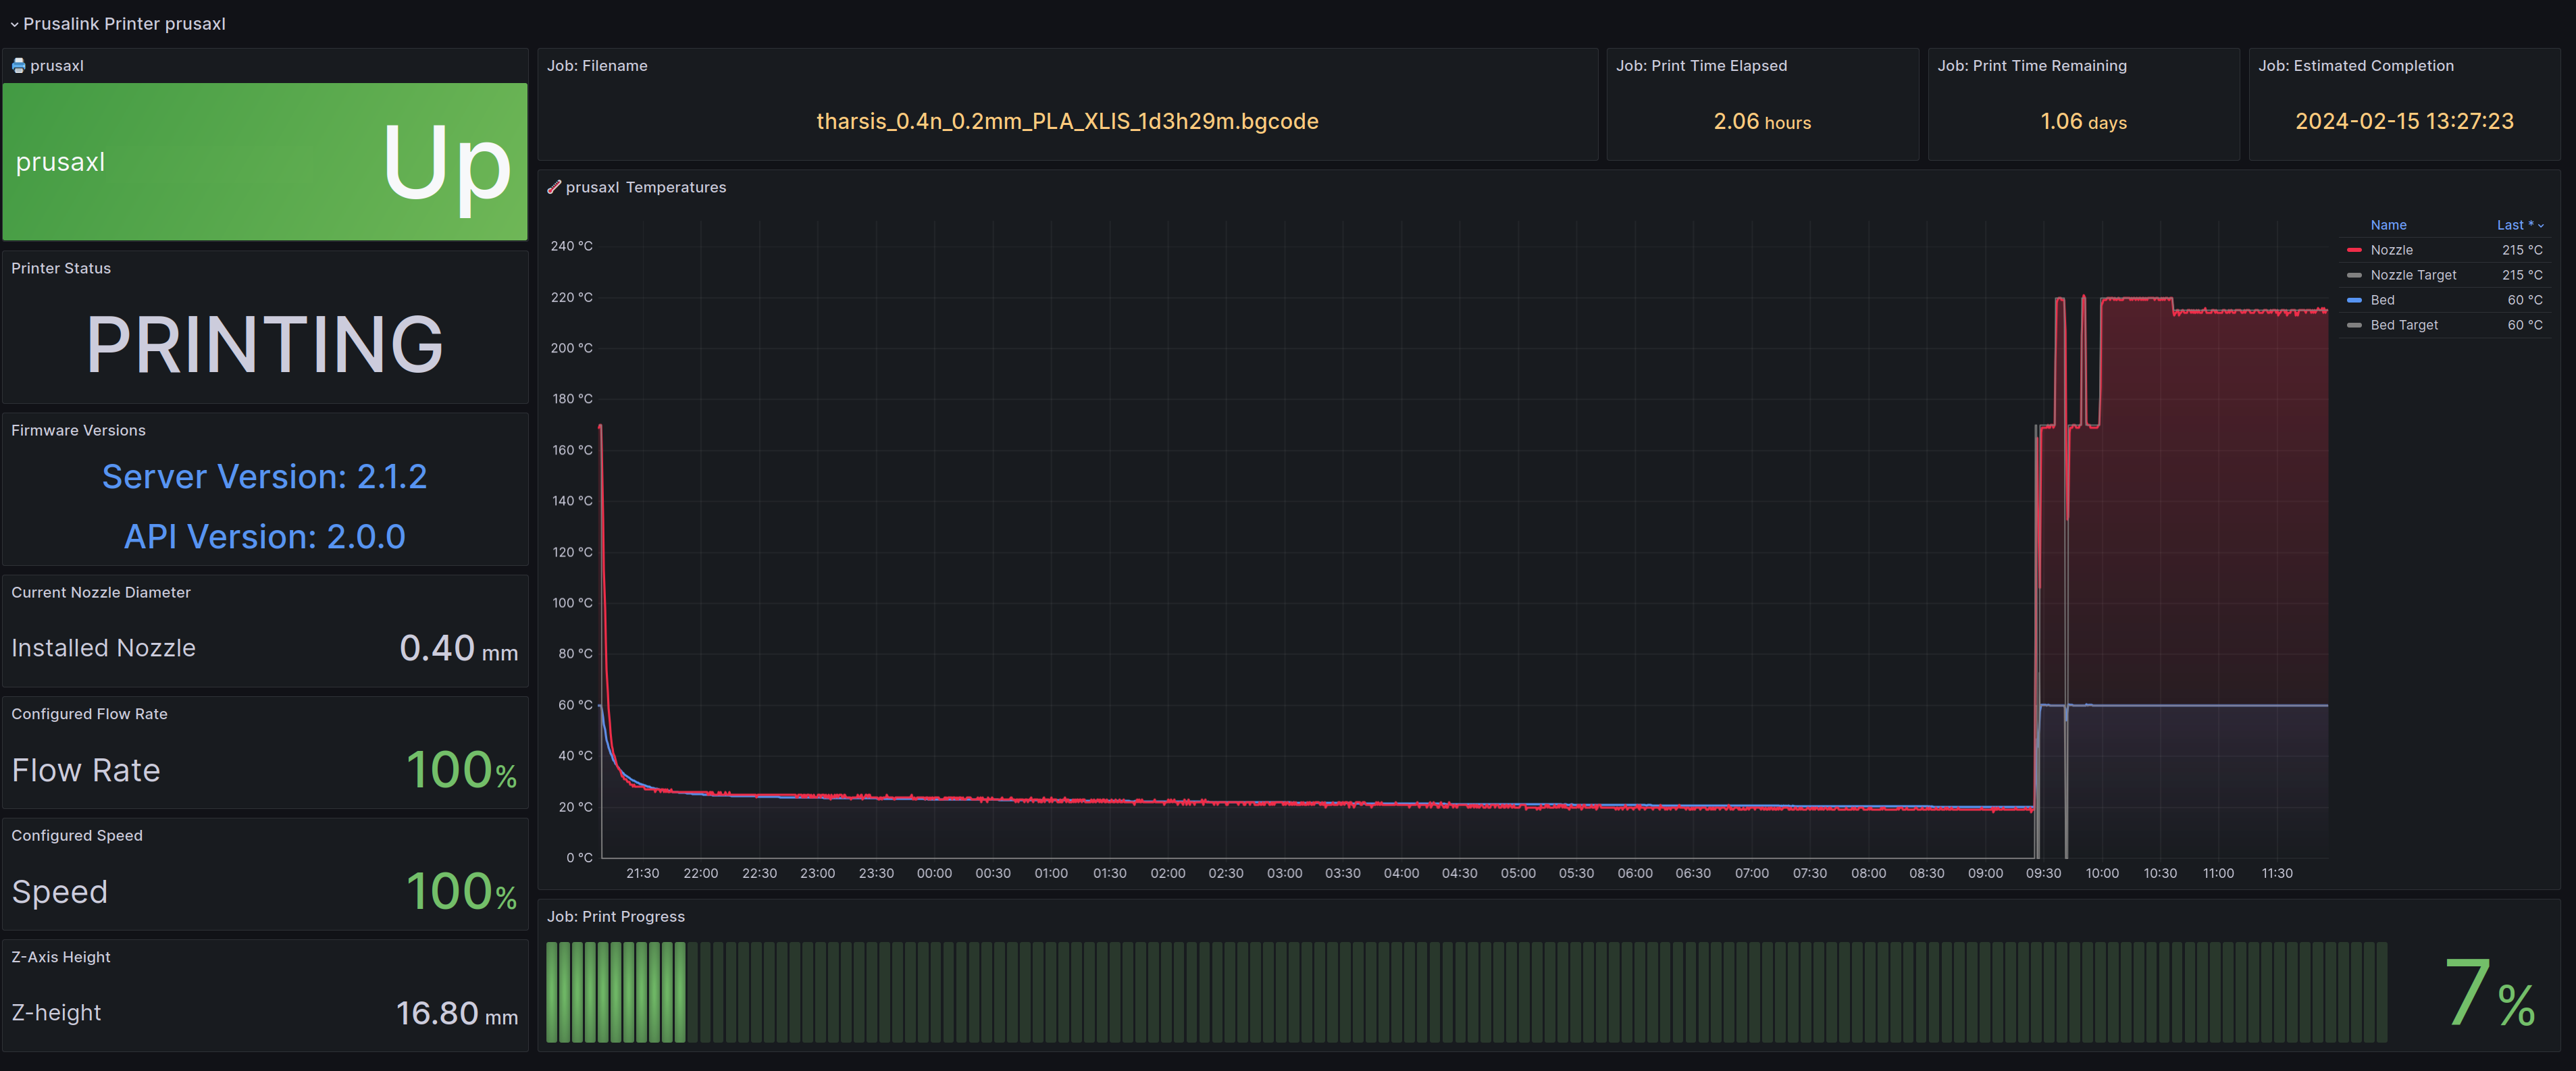 Prusalink Printer prusaxl
prusaxl
prusaxl
Up
Printer Status
PRINTING
Firmware Versions
Server Version: 2.1.2
API Version: 2.0.0
Current Nozzle Diameter
Installed Nozzle 0.40 mm
Configured Flow Rate
Flow Rate 100%
Configured Speed
Speed 100%
Z-Axis Height
Z-height 16.80 mm
Job: Filename
tharsis_0.4n_0.2mm_PLA_XLIS_1d3h29m.bgcode
Job: Print Time Elapsed
2.06 hours
Job: Print Time Remaining
1.06 days
Job: Estimated Completion
2024-02-15 13:27:23
prusaxl Temperatures
240 °C
220 °C
200 °C
180 °C
160 °C
140 °C
120 °C
100 °C
80 °C
60 °C
40 °C
20 °C
0 °C
21:30 22:00 22:30 23:00 23:30 00:00 00:30 01:00 01:30 02:00 02:30 03:00 03:30 04:00 04:30 05:00 05:30 06:00 06:30 07:00 07:30 08:00 08:30 09:00 09:30 10:00 10:30 11:00 11:30
Name Last *
Nozzle 215 °C
Nozzle Target 215 °C
Bed 60 °C
Bed Target 60 °C
Job: Print Progress
7%